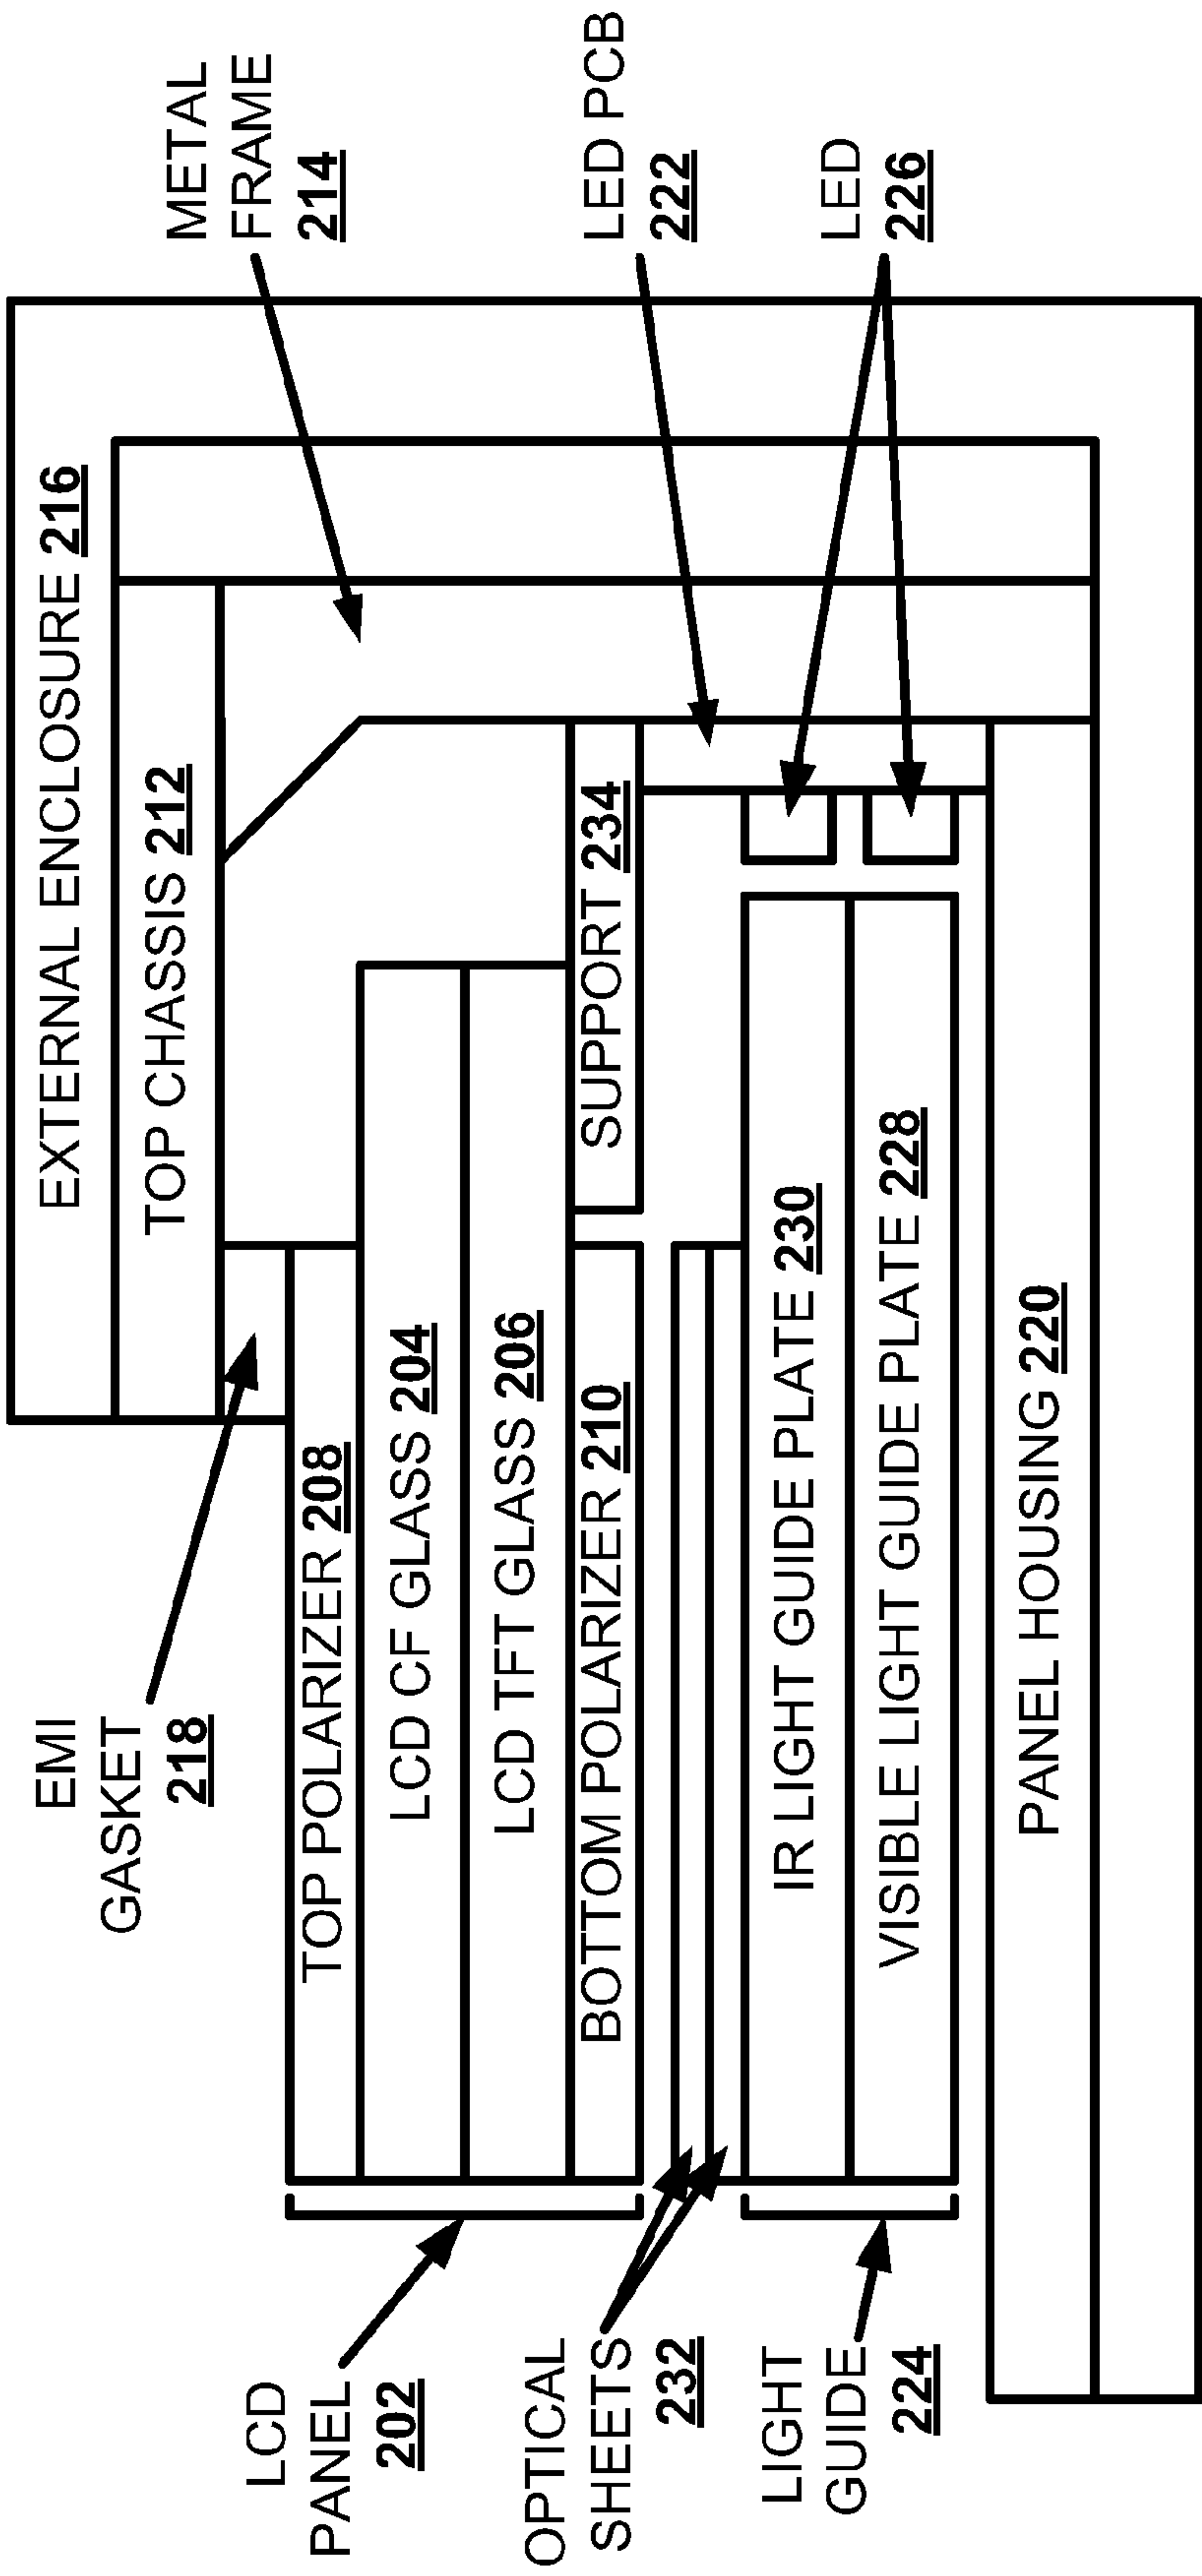 EXTERNAL ENCLOSURE 216
TOP CHASSIS 212
METAL
FRAME
214
EMI
GASKET
218
TOP POLARIZER 208
LCD CF GLASS 204
LCD TFT GLASS 206
BOTTOM POLARIZER 210
SUPPORT 234
LCD
PANEL
202
LED PCB
222
OPTICAL
SHEETS
232
IR LIGHT GUIDE PLATE 230
VISIBLE LIGHT GUIDE PLATE 228
LED
226
LIGHT
GUIDE
224
PANEL HOUSING 220